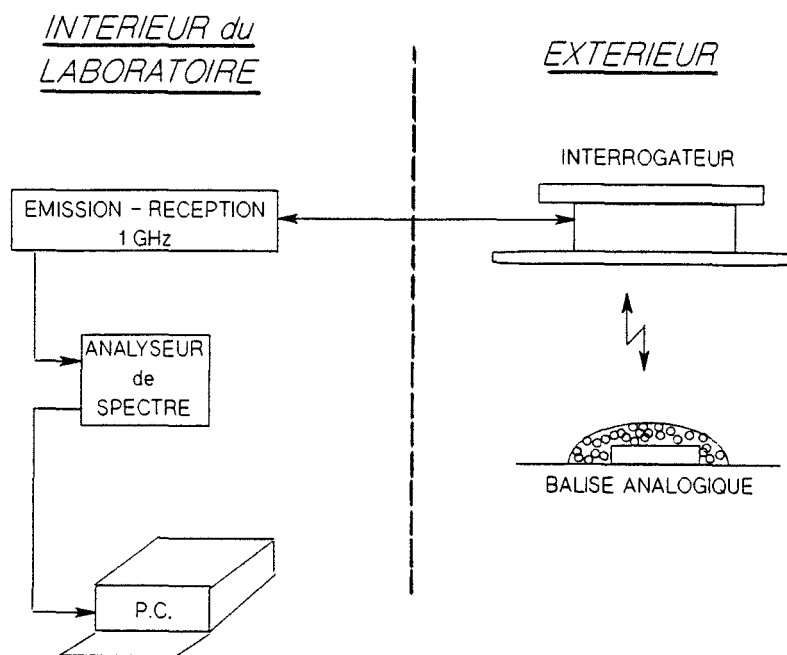 INTERIEUR du
LABORATOIRE
EXTERIEUR
INTERROGATEUR
EMISSION - RECEPTION
1 GHz
ANALYSEUR
de
SPECTRE
BALISE ANALOGIQUE
P.C.